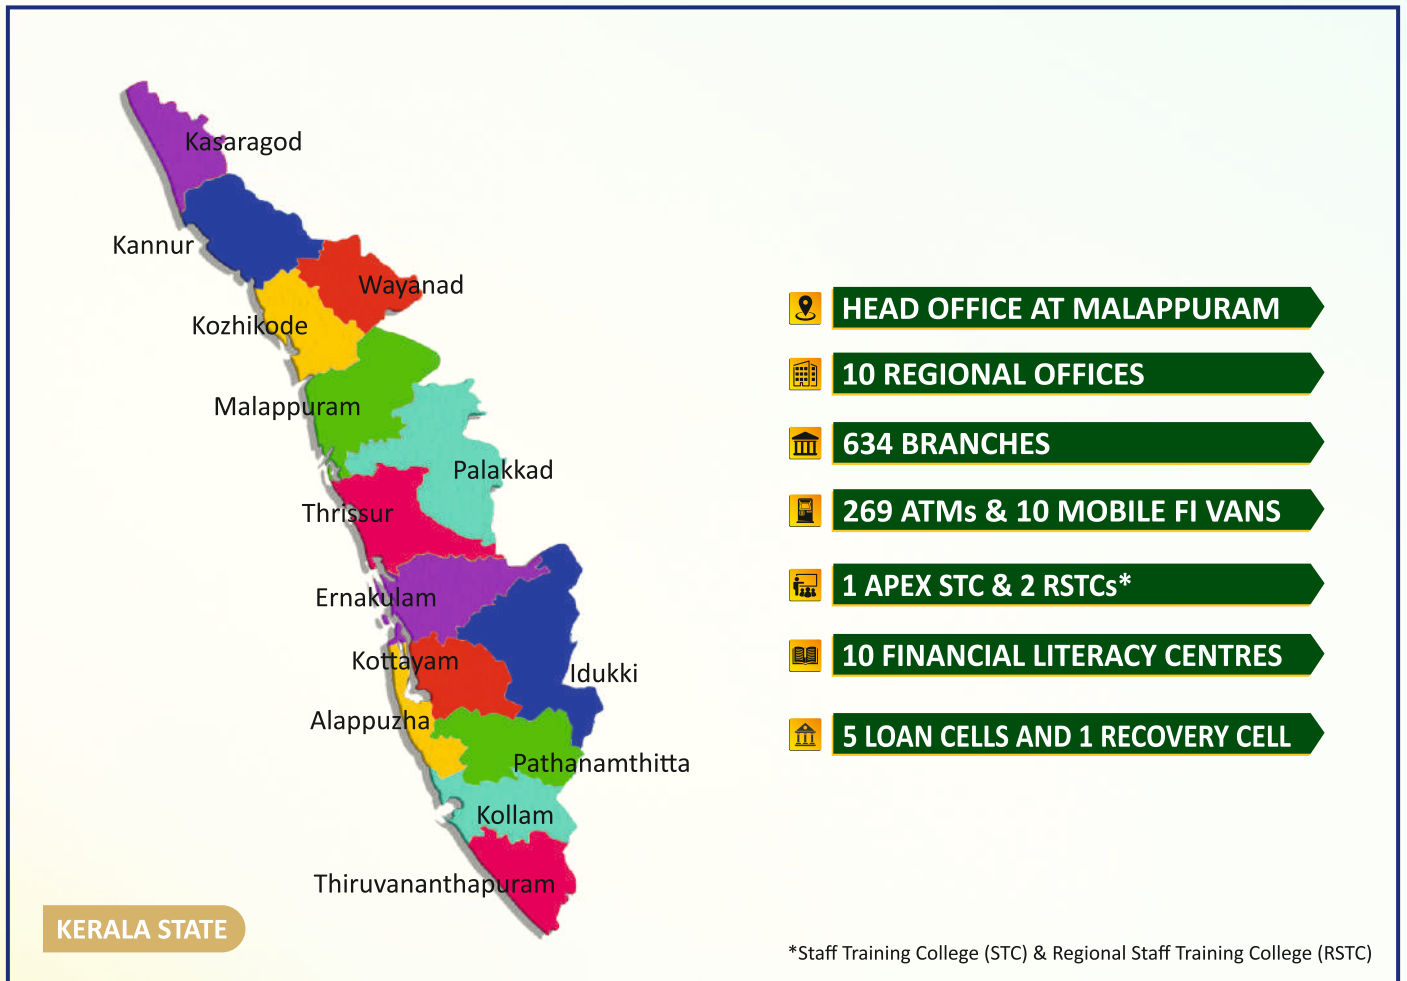 Kasaragod
Kannur
Wayanad
Kozhikode
Malappuram
Palakkad
Thrissur
Ernakulam
Kottayam
Idukki
Alappuzha
Pathanamthitta
Kollam
Thiruvananthapuram
KERALA STATE
HEAD OFFICE AT MALAPPURAM
10 REGIONAL OFFICES
634 BRANCHES
269 ATMs & 10 MOBILE FI VANS
1 APEX STC & 2 RSTCs*
10 FINANCIAL LITERACY CENTRES
5 LOAN CELLS AND 1 RECOVERY CELL
*Staff Training College (STC) & Regional Staff Training College (RSTC)